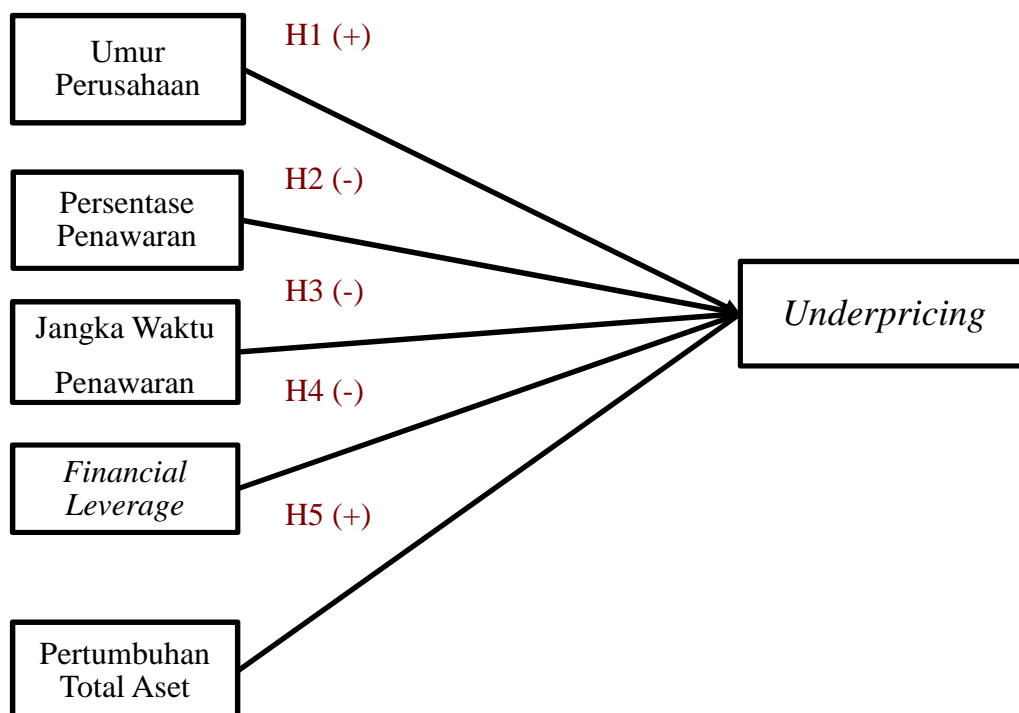 H1 (+)
Umur
Perusahaan
H2 (-)
Persentase
Penawaran
H3 (-)
Jangka Waktu
Penawaran
Underpricing
H4 (-)
Financial
Leverage
H5 (+)
Pertumbuhan
Total Aset